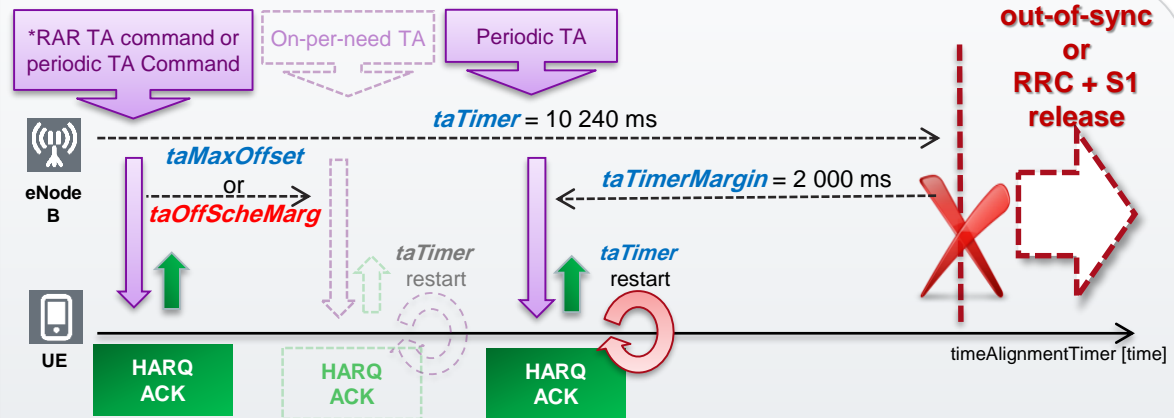 *RAR TA command or
periodic TA Command
On-per-need TA
Periodic TA
out-of-sync
or
RRC + S1
release
taTimer = 10 240 ms
eNode
B
taMaxOffset
or
taOffScheMarg
taTimerMargin = 2 000 ms
taTimer
restart
taTimer
restart
UE
timeAlignmentTimer [time]
HARQ
ACK
HARQ
ACK
HARQ
ACK